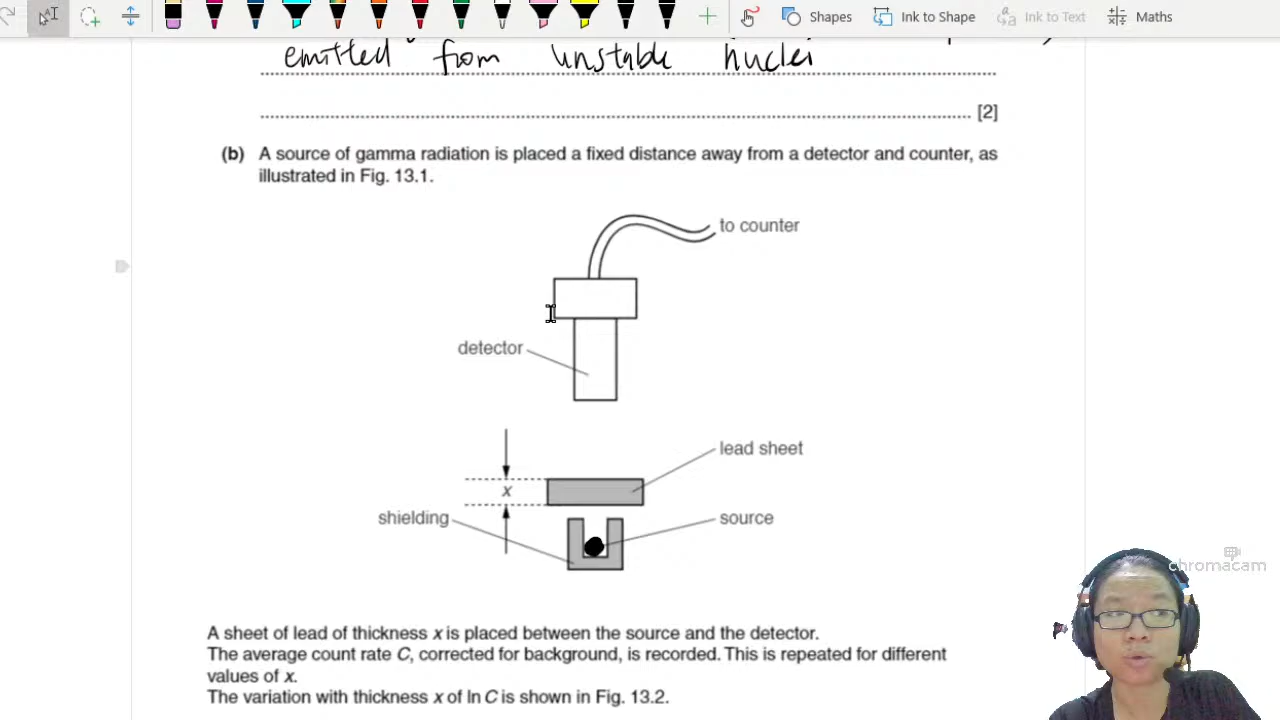 Shapes
Ink to Shape
Ink to Text
Maths
emitted from unstable nuclei
[2]
(b) A source of gamma radiation is placed a fixed distance away from a detector and counter, as
illustrated in Fig. 13.1.
to counter
detector
lead sheet
x
shielding
source
chromacam
A sheet of lead of thickness x is placed between the source and the detector.
The average count rate C, corrected for background, is recorded. This is repeated for different
values of x.
The variation with thickness x of ln C is shown in Fig. 13.2.